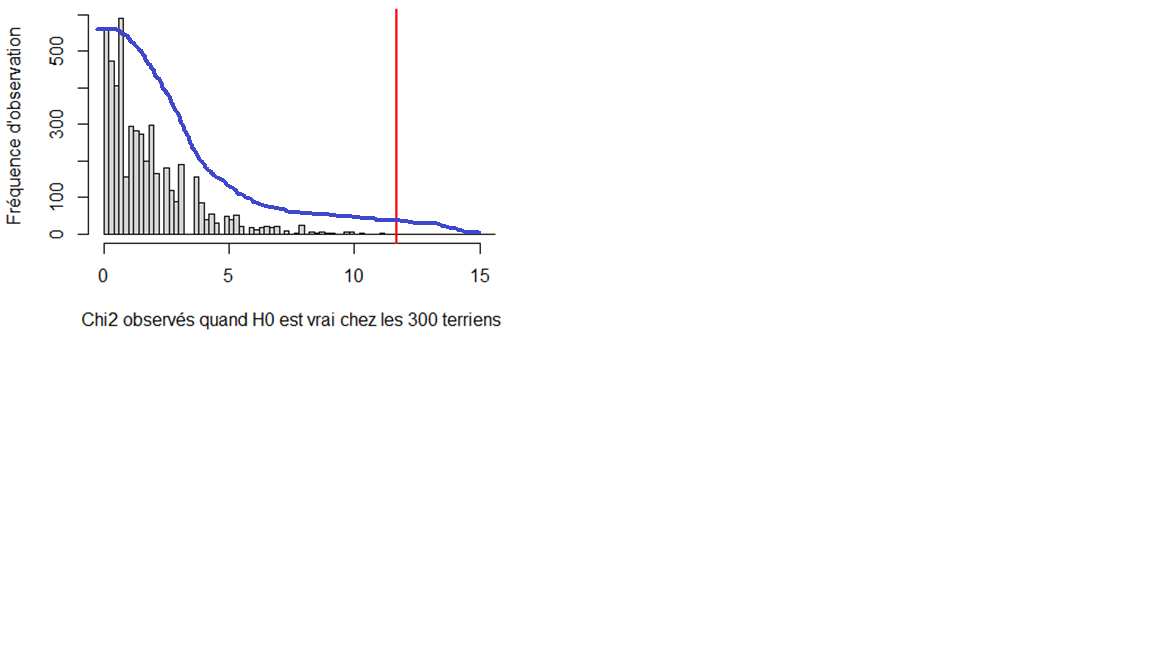 Fréquence d'observation
500
300
100
0
0 5 10 15
Chi2 observés quand H0 est vrai chez les 300 terriens